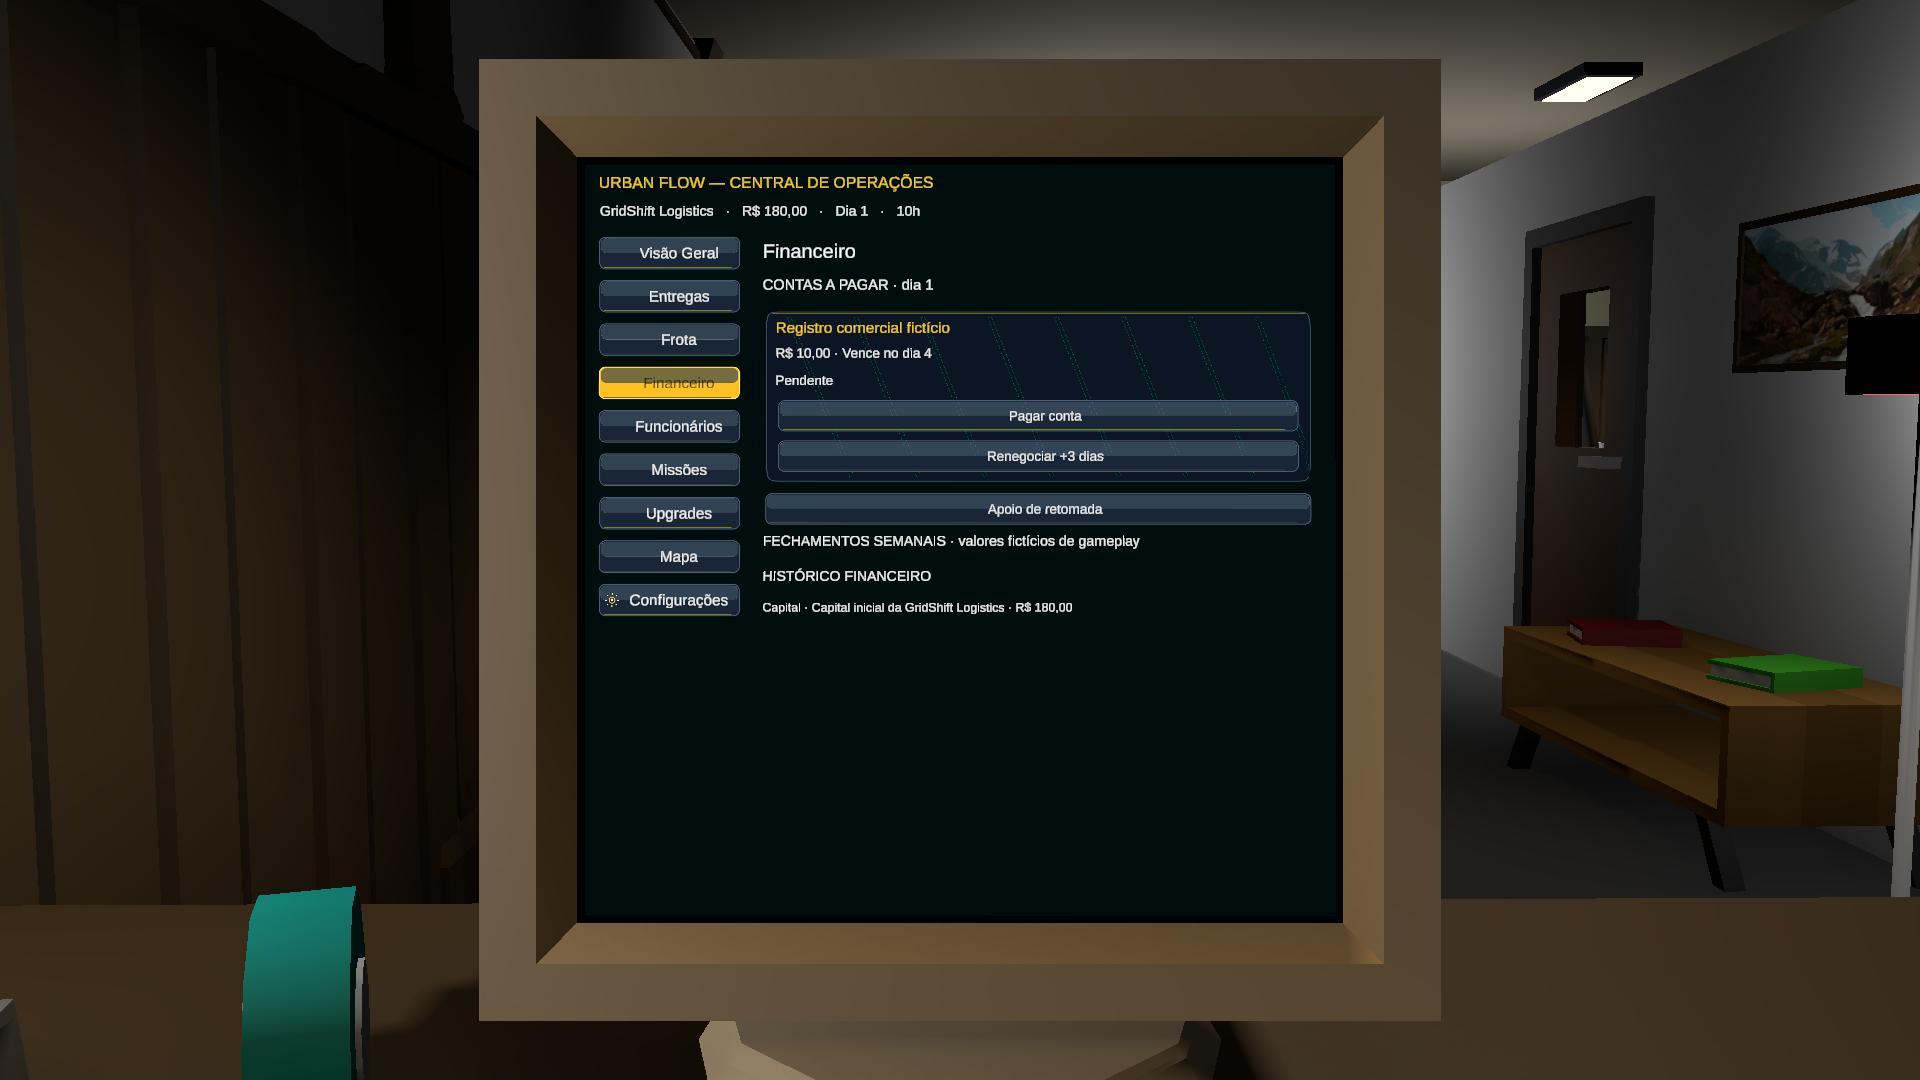 URBAN FLOW — CENTRAL DE OPERAÇÕES
GridShift Logistics · R$ 180,00 · Dia 1 · 10h
Visão Geral
Entregas
Frota
Financeiro
Funcionários
Missões
Upgrades
Mapa
Configurações
Financeiro
CONTAS A PAGAR · dia 1
Registro comercial fictício
R$ 10,00 · Vence no dia 4
Pendente
Pagar conta
Renegociar +3 dias
Apoio de retomada
FECHAMENTOS SEMANAIS · valores fictícios de gameplay
HISTÓRICO FINANCEIRO
Capital · Capital inicial da GridShift Logistics · R$ 180,00